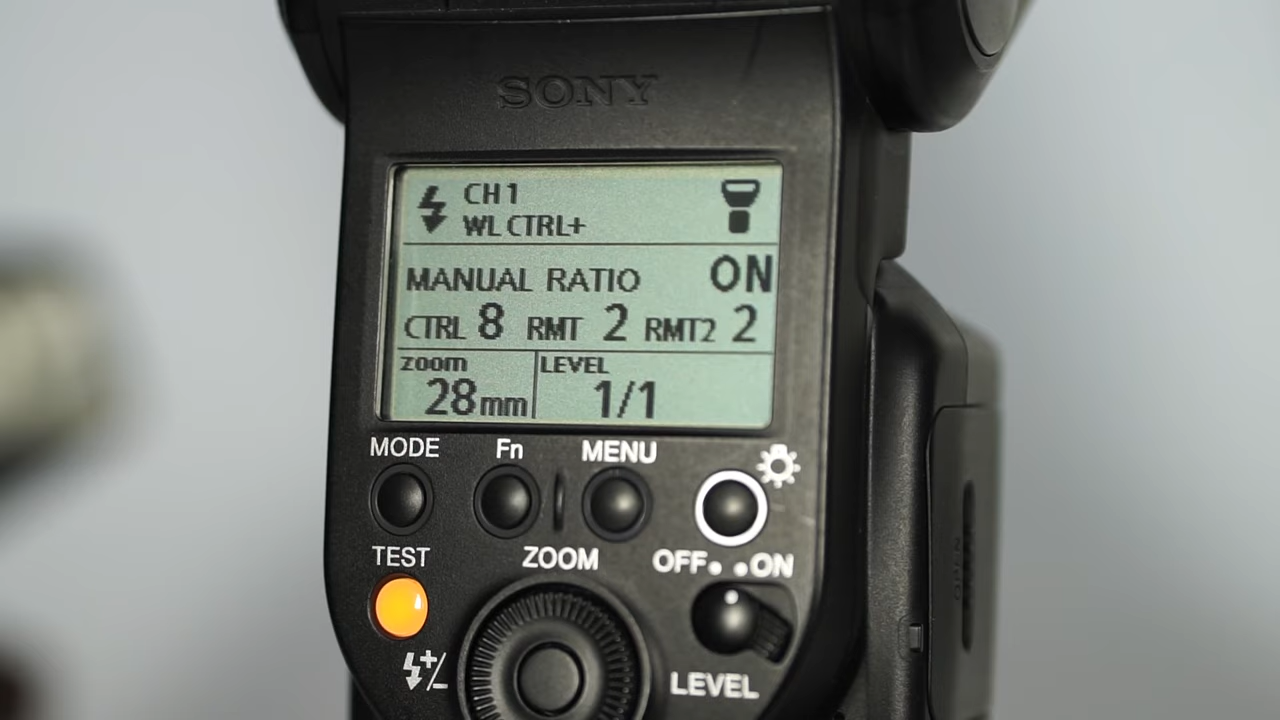 SONY
CH1
WL CTRL+
MANUAL RATIO ON
CTRL 8 RMT 2 RMT2 2
zoom LEVEL
28mm 1/1
MODE Fn MENU
TEST ZOOM OFF ON
LEVEL